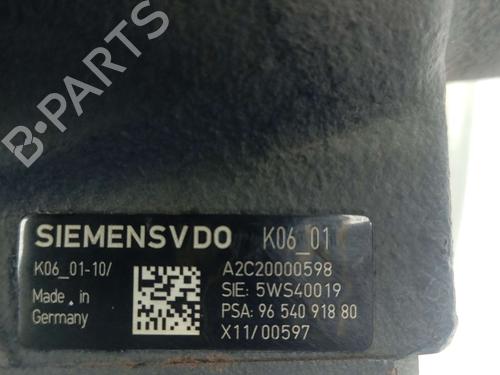 B-PARTS
SIEMENSVDO K06_01
K06_01-10/ A2C20000598
Made in SIE: 5WS40019
Germany PSA: 96 540 918 80
X11/00597